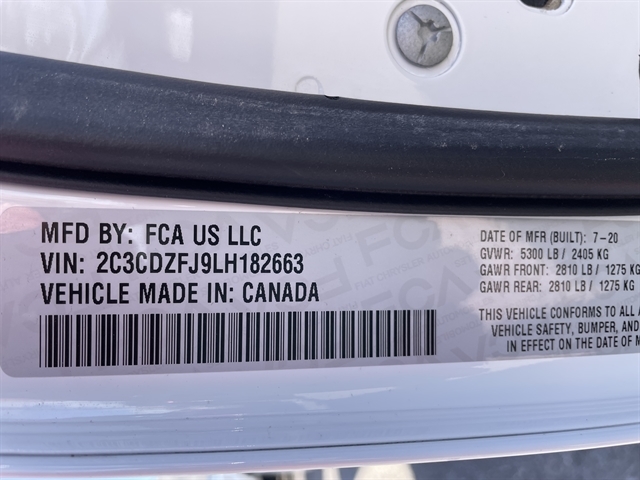 MFD BY: FCA US LLC
VIN: 2C3CDZFJ9LH182663
VEHICLE MADE IN: CANADA
DATE OF MFR (BUILT): 7-20
GVWR: 5300 LB / 2405 KG
GAWR FRONT: 2810 LB / 1275 KG
GAWR REAR: 2810 LB / 1275 KG
THIS VEHICLE CONFORMS TO ALL
VEHICLE SAFETY, BUMPER, AND
IN EFFECT ON THE DATE OF